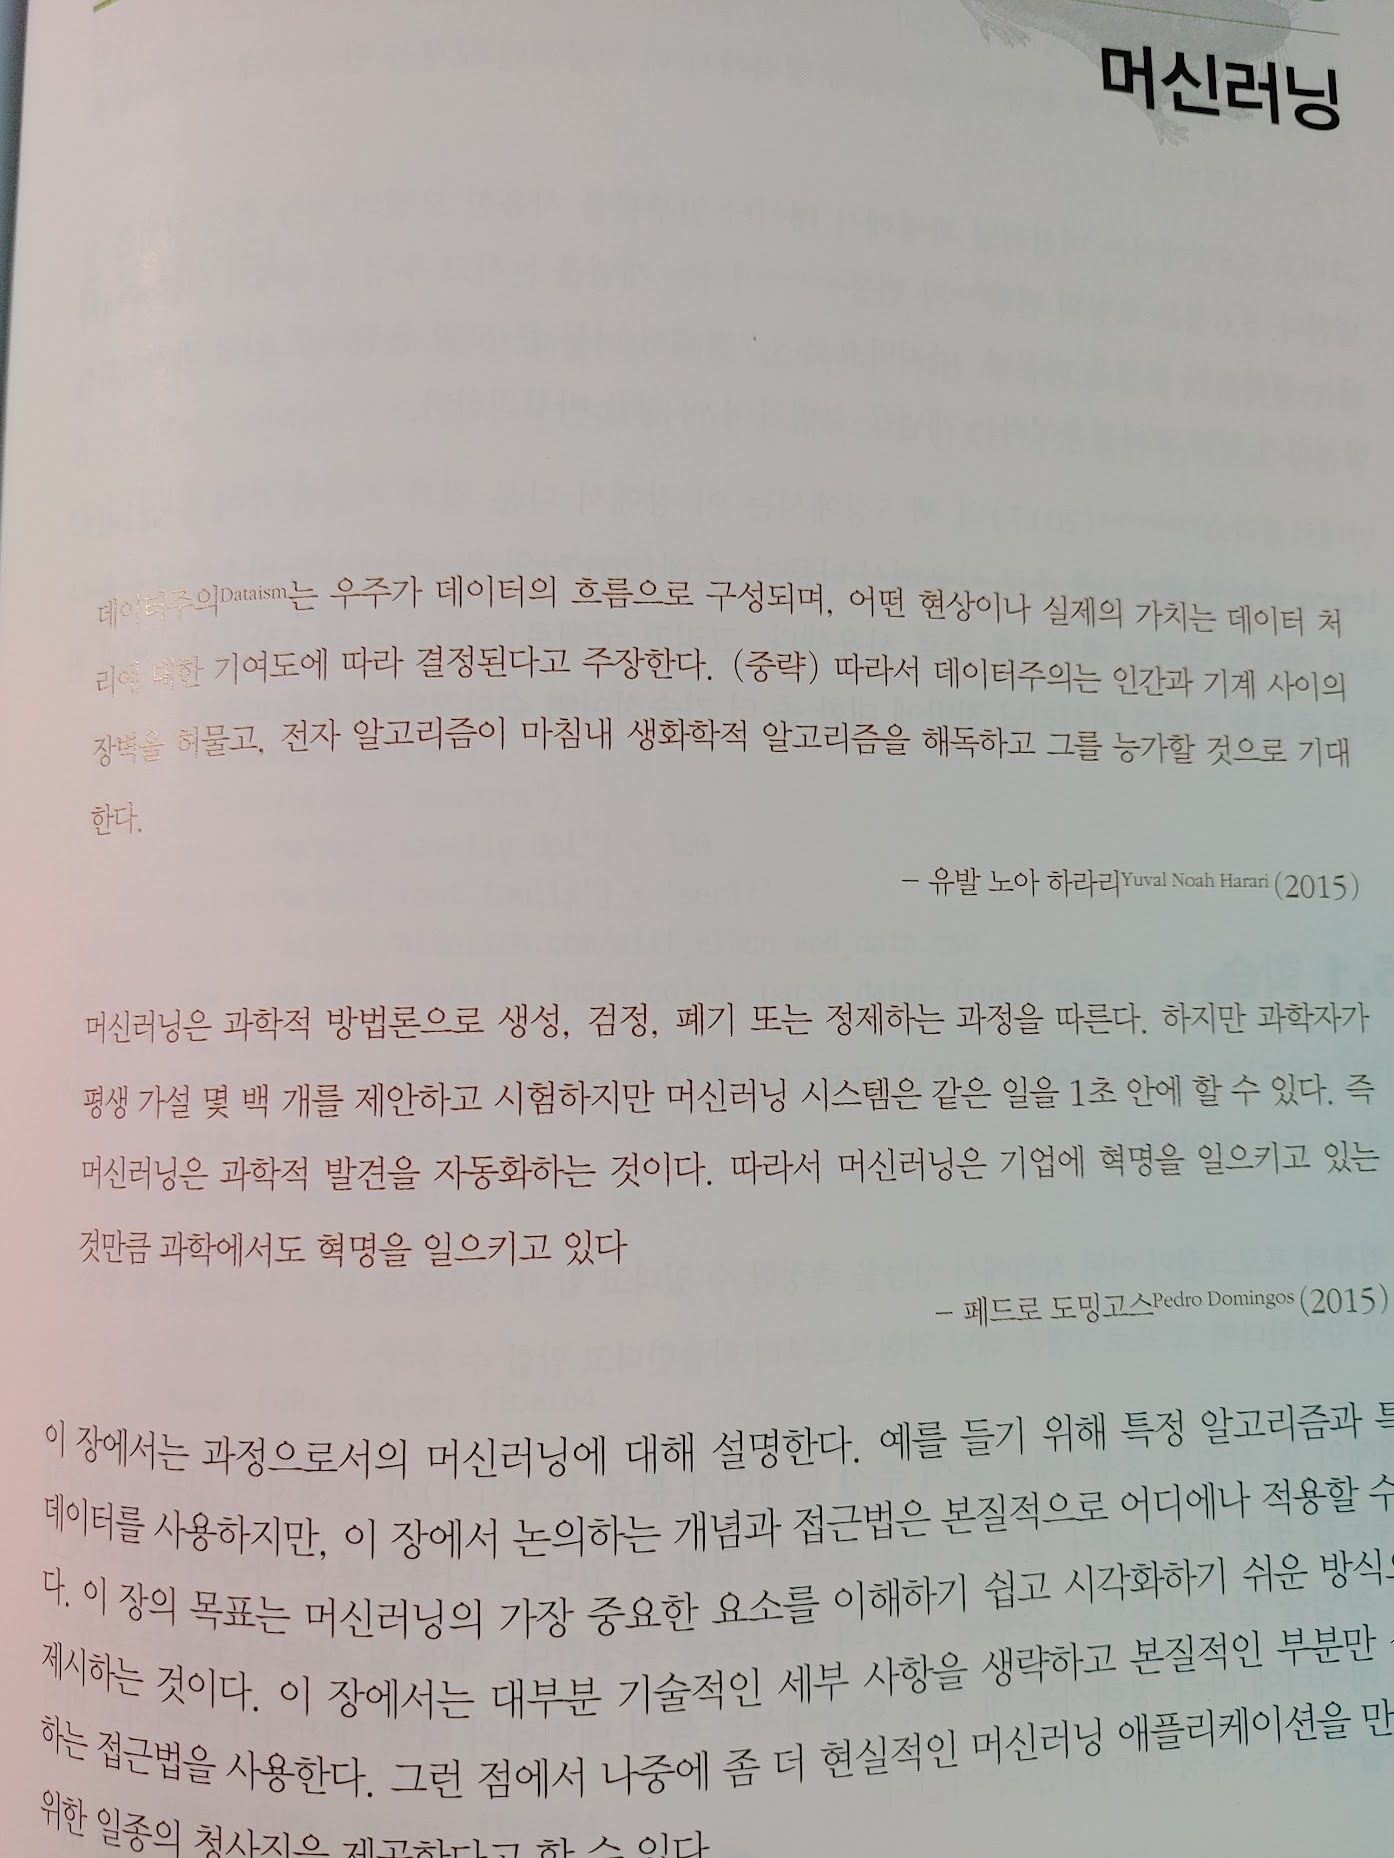 머신러닝
데이터주의Dataism는 우주가 데이터의 흐름으로 구성되며, 어떤 현상이나 실제의 가치는 데이터 처
리에 대한 기여도에 따라 결정된다고 주장한다. (중략) 따라서 데이터주의는 인간과 기계 사이의
장벽을 허물고, 전자 알고리즘이 마침내 생화학적 알고리즘을 해독하고 그를 능가할 것으로 기대
한다.
– 유발 노아 하라리Yuval Noah Harari (2015)
머신러닝은 과학적 방법론으로 생성, 검정, 폐기 또는 정제하는 과정을 따른다. 하지만 과학자가
평생 가설 몇 백 개를 제안하고 시험하지만 머신러닝 시스템은 같은 일을 1초 안에 할 수 있다. 즉
머신러닝은 과학적 발견을 자동화하는 것이다. 따라서 머신러닝은 기업에 혁명을 일으키고 있는
것만큼 과학에서도 혁명을 일으키고 있다
– 페드로 도밍고스Pedro Domingos (2015)
이 장에서는 과정으로서의 머신러닝에 대해 설명한다. 예를 들기 위해 특정 알고리즘과
데이터를 사용하지만, 이 장에서 논의하는 개념과 접근법은 본질적으로 어디에나 적용할 수
다. 이 장의 목표는 머신러닝의 가장 중요한 요소를 이해하기 쉽고 시각화하기 쉬운 방식
제시하는 것이다. 이 장에서는 대부분 기술적인 세부 사항을 생략하고 본질적인 부분만
하는 접근법을 사용한다. 그런 점에서 나중에 좀 더 현실적인 머신러닝 애플리케이션을
위한 일종의 청사진을 제공한다고 할 수 있다